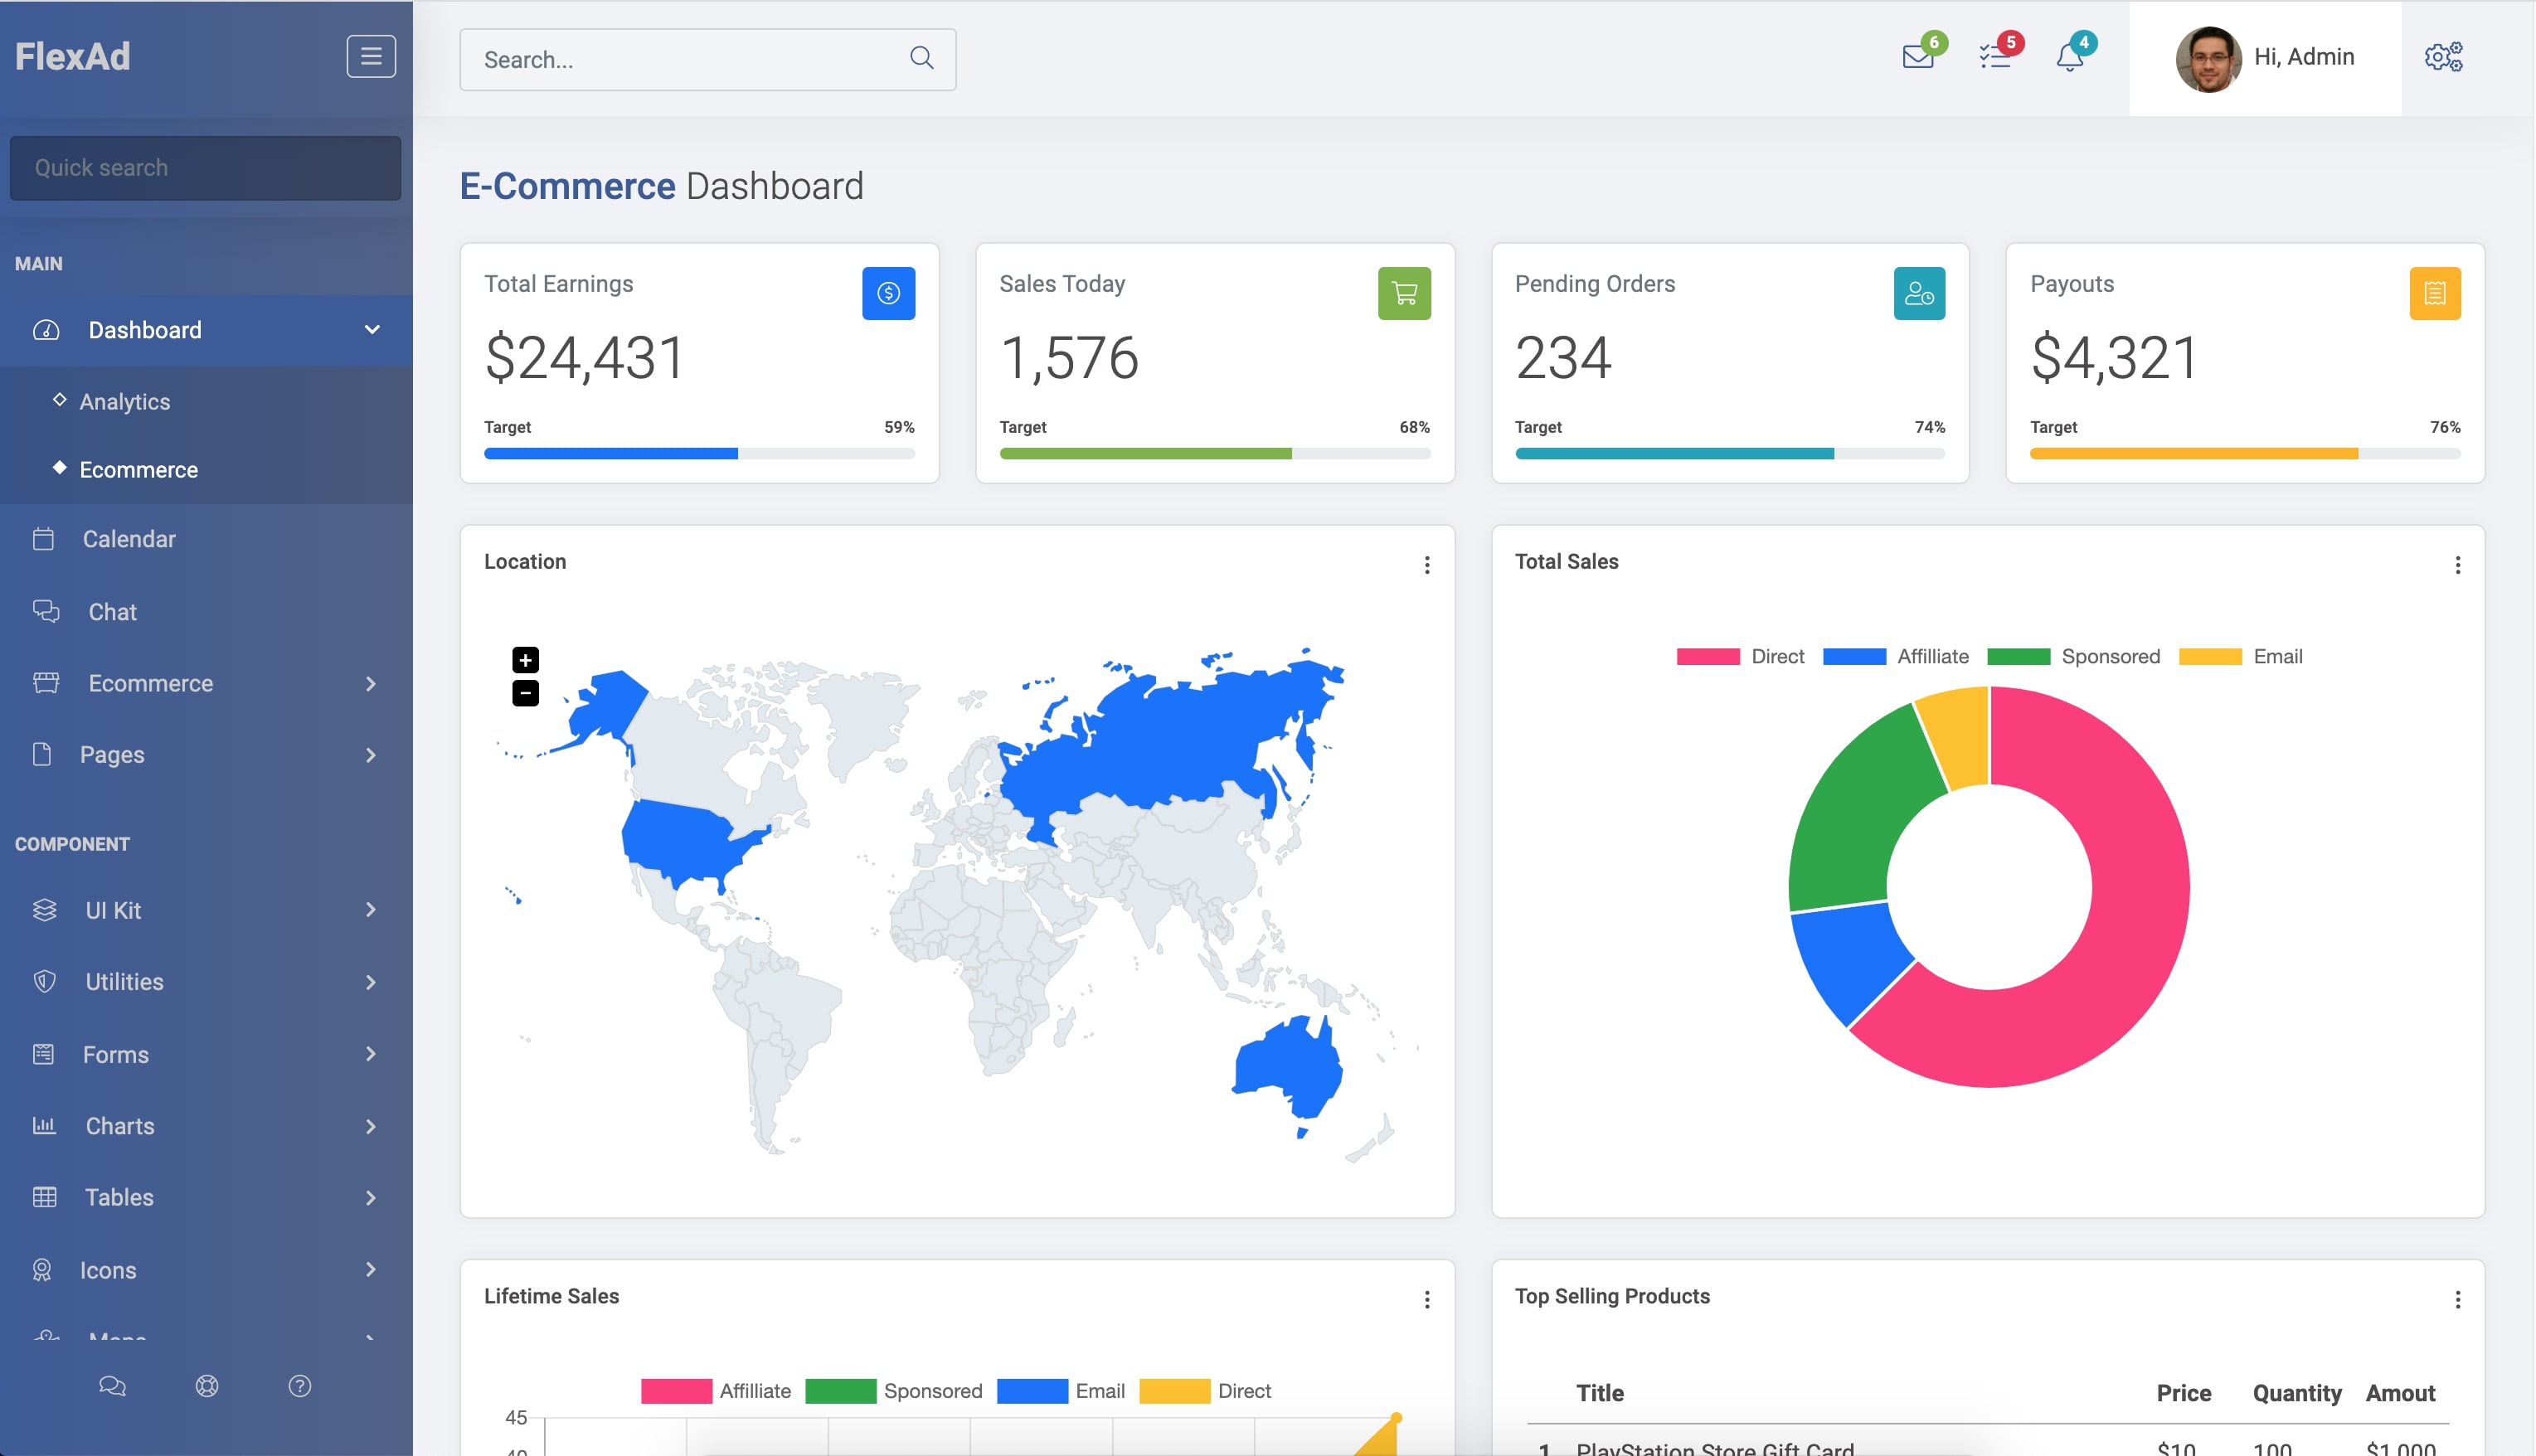 FlexAd
Search...
6
5
4
Hi, Admin
Quick search
E-Commerce Dashboard
MAIN
Dashboard
Analytics
Ecommerce
Calendar
Chat
Ecommerce
Pages
COMPONENT
UI Kit
Utilities
Forms
Charts
Tables
Icons
Maps
Total Earnings
$24,431
Target 59%
Sales Today
1,576
Target 68%
Pending Orders
234
Target 74%
Payouts
$4,321
Target 76%
Location
+
−
Total Sales
Direct Affilliate Sponsored Email
Lifetime Sales
Affilliate Sponsored Email Direct
45
40
Top Selling Products
Title Price Quantity Amout
1 PlayStation Store Gift Card $10 100 $1,000